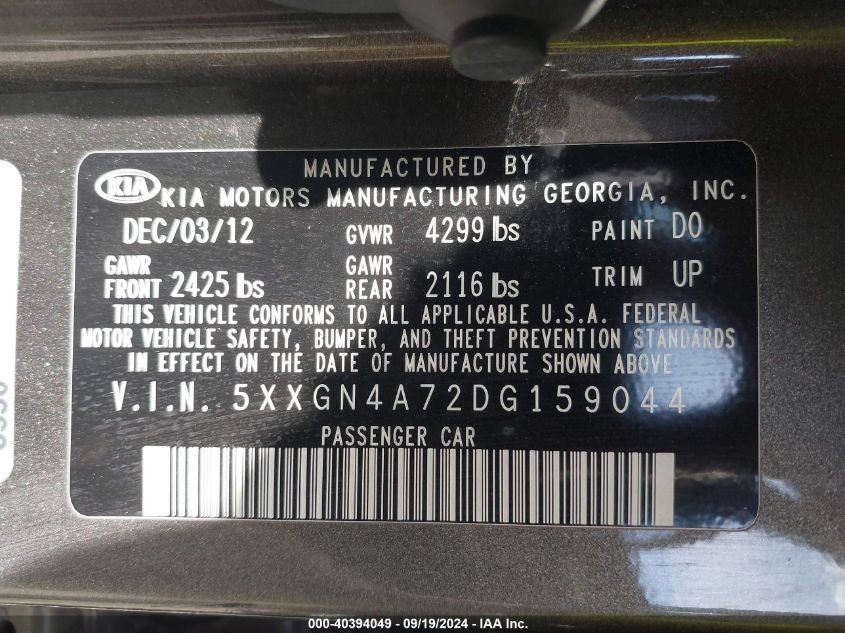 MANUFACTURED BY
KIA KIA MOTORS MANUFACTURING GEORGIA, INC.
DEC/03/12 GVWR 4299 lbs PAINT D0
GAWR FRONT 2425 lbs GAWR REAR 2116 lbs TRIM UP
THIS VEHICLE CONFORMS TO ALL APPLICABLE U.S.A. FEDERAL
MOTOR VEHICLE SAFETY, BUMPER, AND THEFT PREVENTION STANDARDS
IN EFFECT ON THE DATE OF MANUFACTURE SHOWN ABOVE
V.I.N. 5XXGN4A72DG159044
PASSENGER CAR
000-40394049 - 09/19/2024 - IAA Inc.